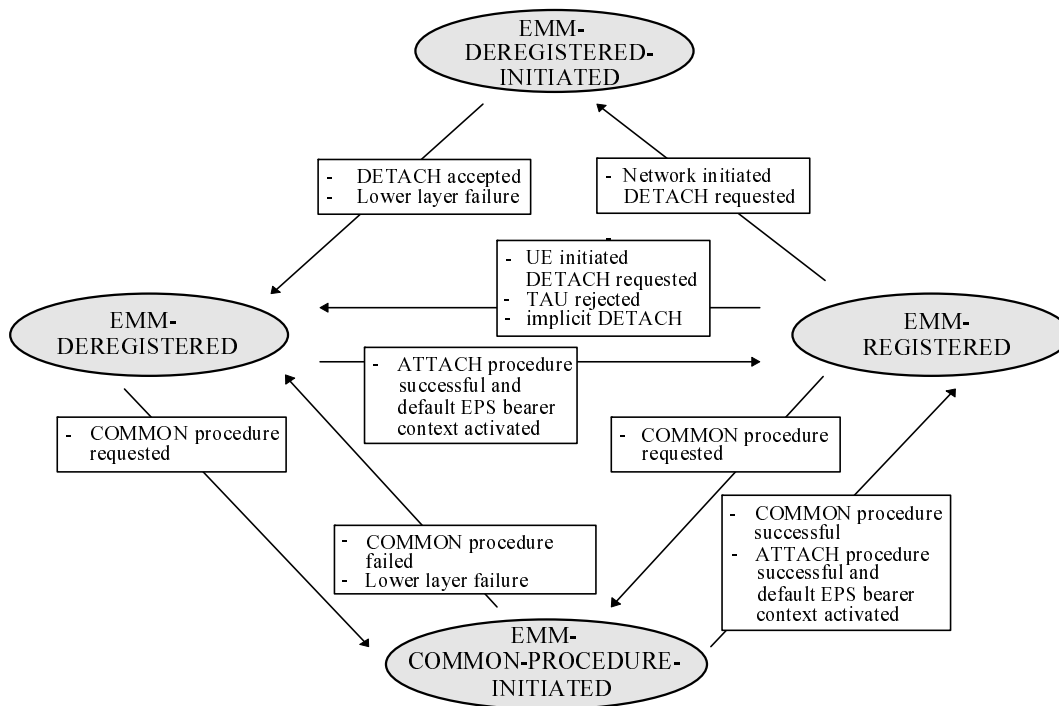 EMM-
DEREGISTERED-
INITIATED
- DETACH accepted
- Lower layer failure
- Network initiated
DETACH requested
-
- UE initiated
DETACH requested
- TAU rejected
- implicit DETACH
EMM-
DEREGISTERED
EMM-
REGISTERED
- ATTACH procedure
successful and
default EPS bearer
context activated
- COMMON procedure
requested
- COMMON procedure
requested
- COMMON procedure
failed
- Lower layer failure
- COMMON procedure
successful
- ATTACH procedure
successful and
default EPS bearer
context activated
EMM-
COMMON-PROCEDURE-
INITIATED